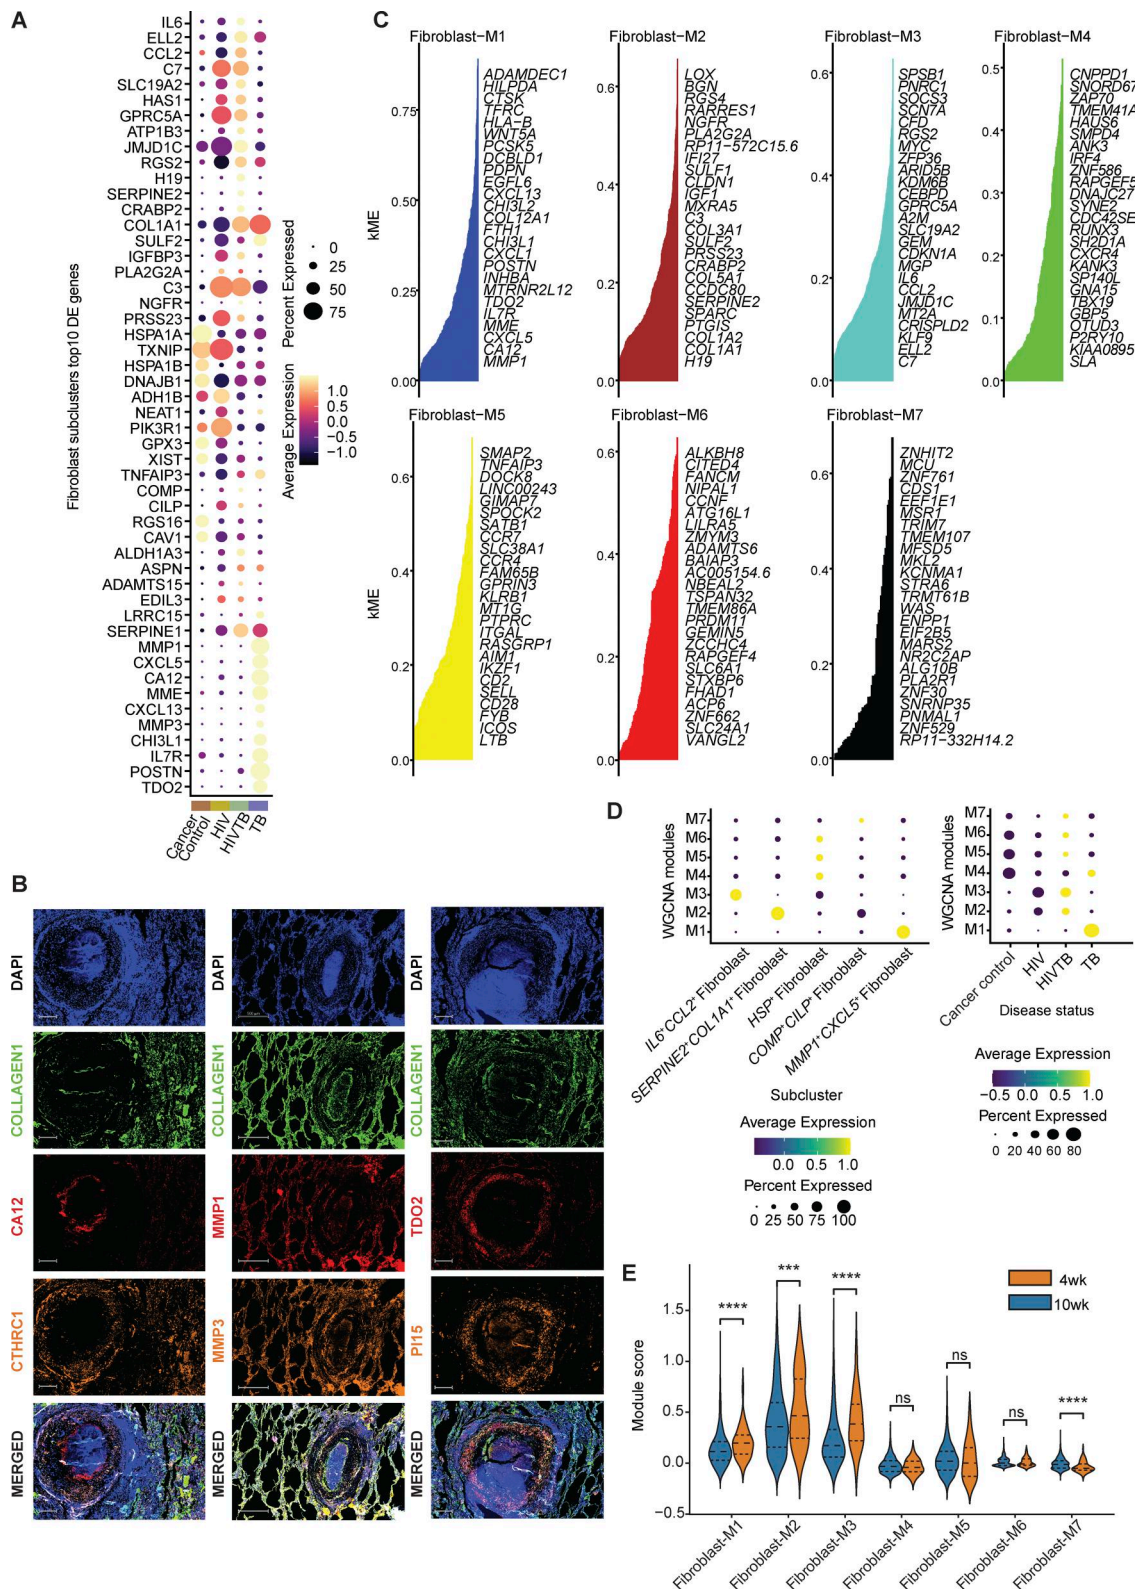 A
Fibroblast subclusters top10 DE genes
IL6
ELL2
CCL2
C7
SLC19A2
HAS1
GPRC5A
ATP1B3
JMJD1C
RGS2
H19
SERPINE2
CRABP2
COL1A1
SULF2
IGFBP3
PLA2G2A
C3
NGFR
PRSS23
HSPA1A
TXNIP
HSPA1B
DNAJB1
ADH1B
NEAT1
PIK3R1
GPX3
XIST
TNFAIP3
COMP
CILP
RGS16
CAV1
ALDH1A3
ASPN
ADAMTS15
EDIL3
LRRC15
SERPINE1
MMP1
CXCL5
CA12
MME
CXCL13
MMP3
CHI3L1
IL7R
POSTN
TDO2
Cancer Control
HIV
HIVTB
TB
Percent Expressed
0
25
50
75
Average Expression
1.0
0.5
0.0
−0.5
−1.0
C
kME
Fibroblast-M1
0.75
0.50
0.25
0.00
ADAMDEC1
HILPDA
CTSK
TFRC
HLA−B
WNT5A
PCSK5
DCBLD1
PDPN
EGFL6
CXCL13
CHI3L2
COL12A1
FTH1
CHI3L1
CXCL1
POSTN
INHBA
MTRNR2L12
TDO2
IL7R
MME
CXCL5
CA12
MMP1
Fibroblast-M2
0.6
0.4
0.2
0.0
LOX
BGN
RGS4
RARRES1
NGFR
PLA2G2A
RP11−572C15.6
IFI27
SULF1
CLDN1
IGF1
MXRA5
C3
COL3A1
SULF2
PRSS23
CRABP2
COL5A1
CCDC80
SERPINE2
SPARC
PTGIS
COL1A2
COL1A1
H19
Fibroblast-M3
0.6
0.4
0.2
0.0
SPSB1
PNRC1
SOCS3
SCN7A
CFD
RGS2
MYC
ZFP36
ARID5B
KDM6B
CEBPD
GPRC5A
A2M
SLC19A2
GEM
CDKN1A
MGP
IL6
CCL2
JMJD1C
MT2A
CRISPLD2
KLF9
ELL2
C7
Fibroblast-M4
0.5
0.4
0.3
0.2
0.1
0.0
CNPPD1
SNORD67
ZAP70
TMEM41A
HAUS6
SMPD4
ANK3
IRF4
ZNF586
RAPGEF5
DNAJC27
SYNE2
CDC42SE
RUNX3
SH2D1A
CXCR4
KANK3
SP140L
GNA15
TBX19
GBP5
OTUD3
P2RY10
KIAA0895
SLA
kME
Fibroblast-M5
0.6
0.4
0.2
0.0
SMAP2
TNFAIP3
DOCK8
LINC00243
GIMAP7
SPOCK2
SATB1
CCR7
SLC38A1
CCR4
FAM65B
GPRIN3
KLRB1
MT1G
PTPRC
ITGAL
RASGRP1
AIM1
IKZF1
CD2
SELL
CD28
FYB
ICOS
LTB
Fibroblast-M6
0.6
0.4
0.2
0.0
ALKBH8
CITED4
FANCM
NIPAL1
CCNF
ATG16L1
LILRA5
ZMYM3
ADAMTS6
BAIAP3
AC005154.6
NBEAL2
TSPAN32
TMEM86A
PRDM11
GEMIN5
ZCCHC4
RAPGEF4
SLC6A1
STXBP6
FHAD1
ACP6
ZNF662
SLC24A1
VANGL2
Fibroblast-M7
0.6
0.4
0.2
0.0
ZNHIT2
MCU
ZNF761
CDS1
EEF1E1
MSR1
TRIM7
TMEM107
MFSD5
MKL2
KCNMA1
STRA6
TRMT61B
WAS
ENPP1
EIF2B5
MARS2
NR2C2AP
ALG10B
PLA2R1
ZNF30
SNRNP35
PNMAL1
ZNF529
RP11−332H14.2
B
DAPI
DAPI
DAPI
COLLAGEN1
COLLAGEN1
COLLAGEN1
CA12
MMP1
TDO2
CTHRC1
MMP3
PI15
MERGED
MERGED
MERGED
D
WGCNA modules
M7
M6
M5
M4
M3
M2
M1
IL6+CCL2+ Fibroblast
SERPINE2+COL1A1+ Fibroblast
HSP+ Fibroblast
COMP+CILP+ Fibroblast
MMP1+CXCL5+ Fibroblast
Subcluster
Average Expression
0.0 0.5 1.0
Percent Expressed
0 25 50 75 100
WGCNA modules
M7
M6
M5
M4
M3
M2
M1
Cancer control
HIV
HIVTB
TB
Disease status
Average Expression
−0.5 0.0 0.5 1.0
Percent Expressed
0 20 40 60 80
E
Module score
1.5
1.0
0.5
0.0
−0.5
****
***
****
ns
ns
ns
****
4wk
10wk
Fibroblast-M1
Fibroblast-M2
Fibroblast-M3
Fibroblast-M4
Fibroblast-M5
Fibroblast-M6
Fibroblast-M7